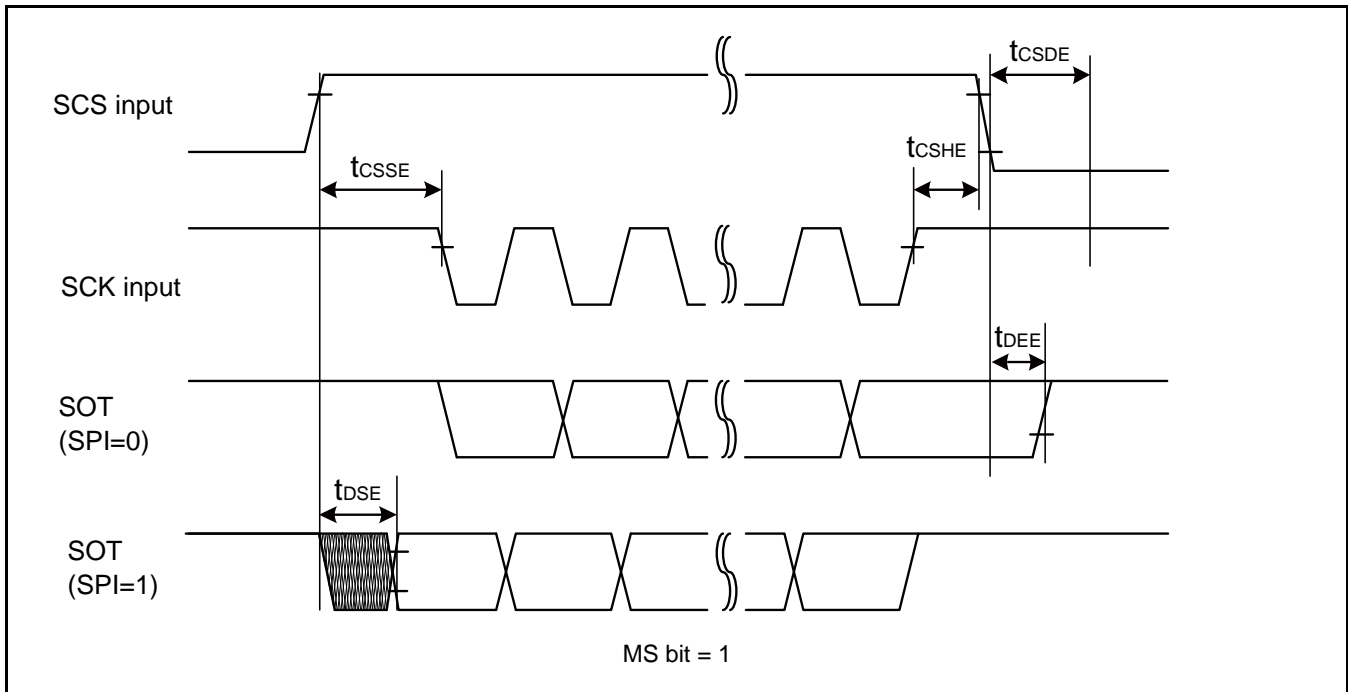 tCSDE
SCS input
tCSHE
tCSSE
SCK input
tDEE
SOT
(SPI=0)
tDSE
SOT
(SPI=1)
MS bit = 1